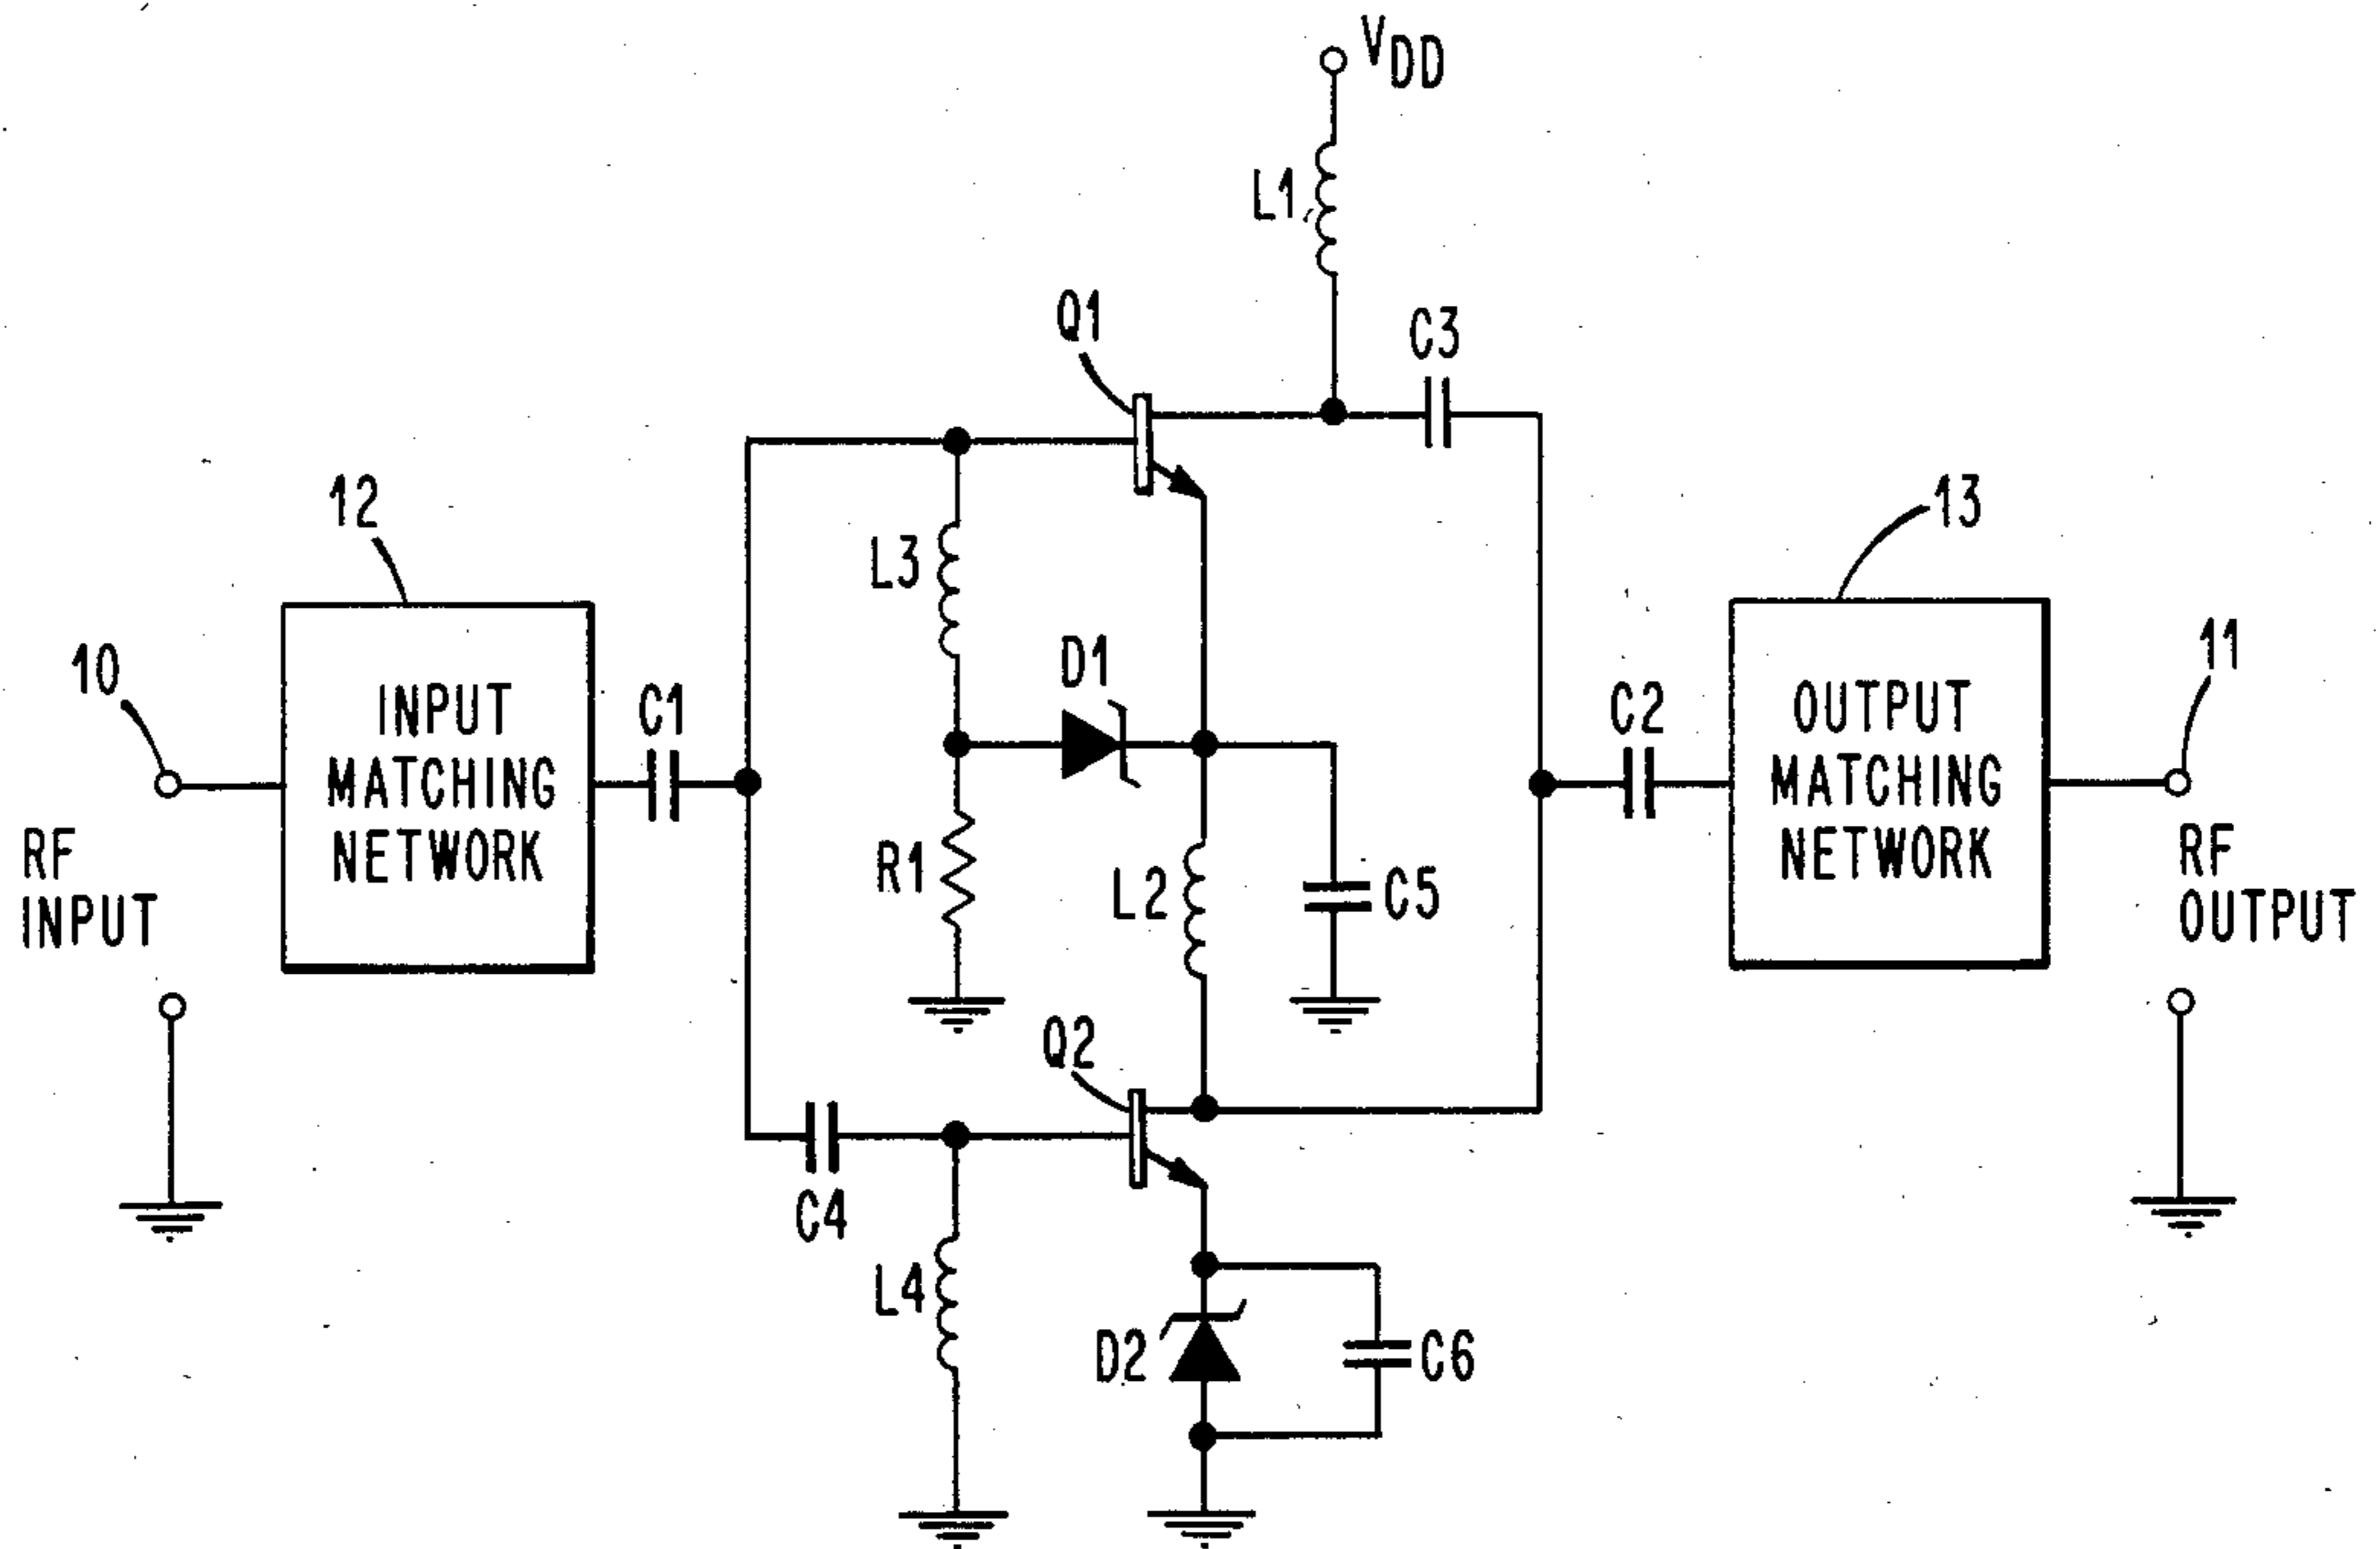 VDD
L1
Q1
C3
12
L3
13
10
D1
11
INPUT
MATCHING
NETWORK
C1
C2
OUTPUT
MATCHING
NETWORK
RF
INPUT
R1
L2
C5
RF
OUTPUT
Q2
C4
L4
D2
C6